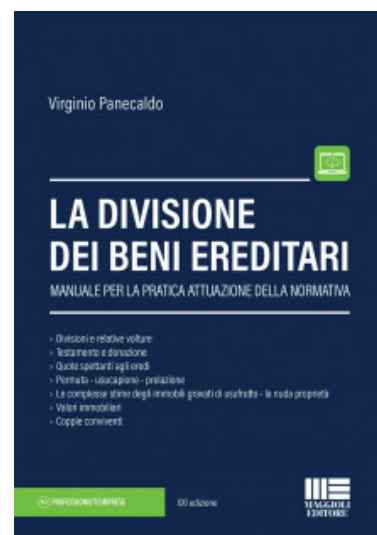 Virginio Panecaldo
LA DIVISIONE
DEI BENI EREDITARI
MANUALE PER LA PRATICA ATTUAZIONE DELLA NORMATIVA
› Divisioni e relative volture
› Testamento e donazione
› Quote spettanti agli eredi
› Permuta - usucapione - prelazione
› Le complesse stime degli immobili gravati di usufrutto - la nuda proprietà
› Valori immobiliari
› Coppie conviventi
PROFESSIONISTI IMPRESE
XXI edizione
MAGGIOLI
EDITORE